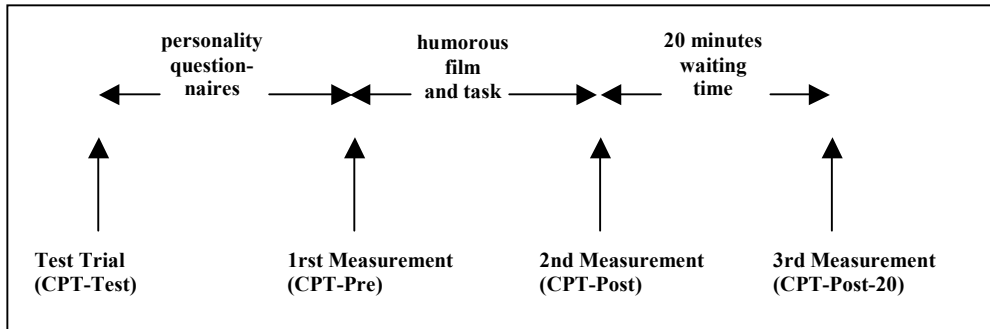 personality
question-
naires
humorous
film
and task
20 minutes
waiting
time
Test Trial
(CPT-Test)
1rst Measurement
(CPT-Pre)
2nd Measurement
(CPT-Post)
3rd Measurement
(CPT-Post-20)